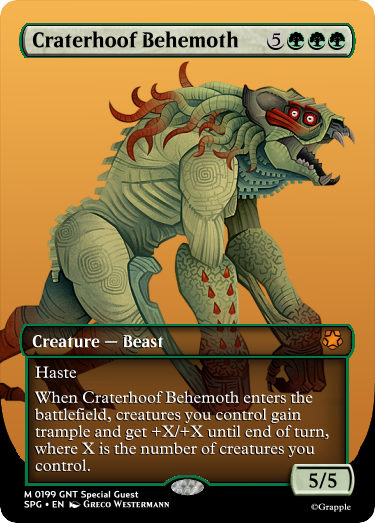 Craterhoof Behemoth 5
Creature — Beast
Haste
When Craterhoof Behemoth enters the
battlefield, creatures you control gain
trample and get +X/+X until end of turn,
where X is the number of creatures you
control.
5/5
M 0199 GNT Special Guest
SPG • EN Greco Westermann
©Grapple